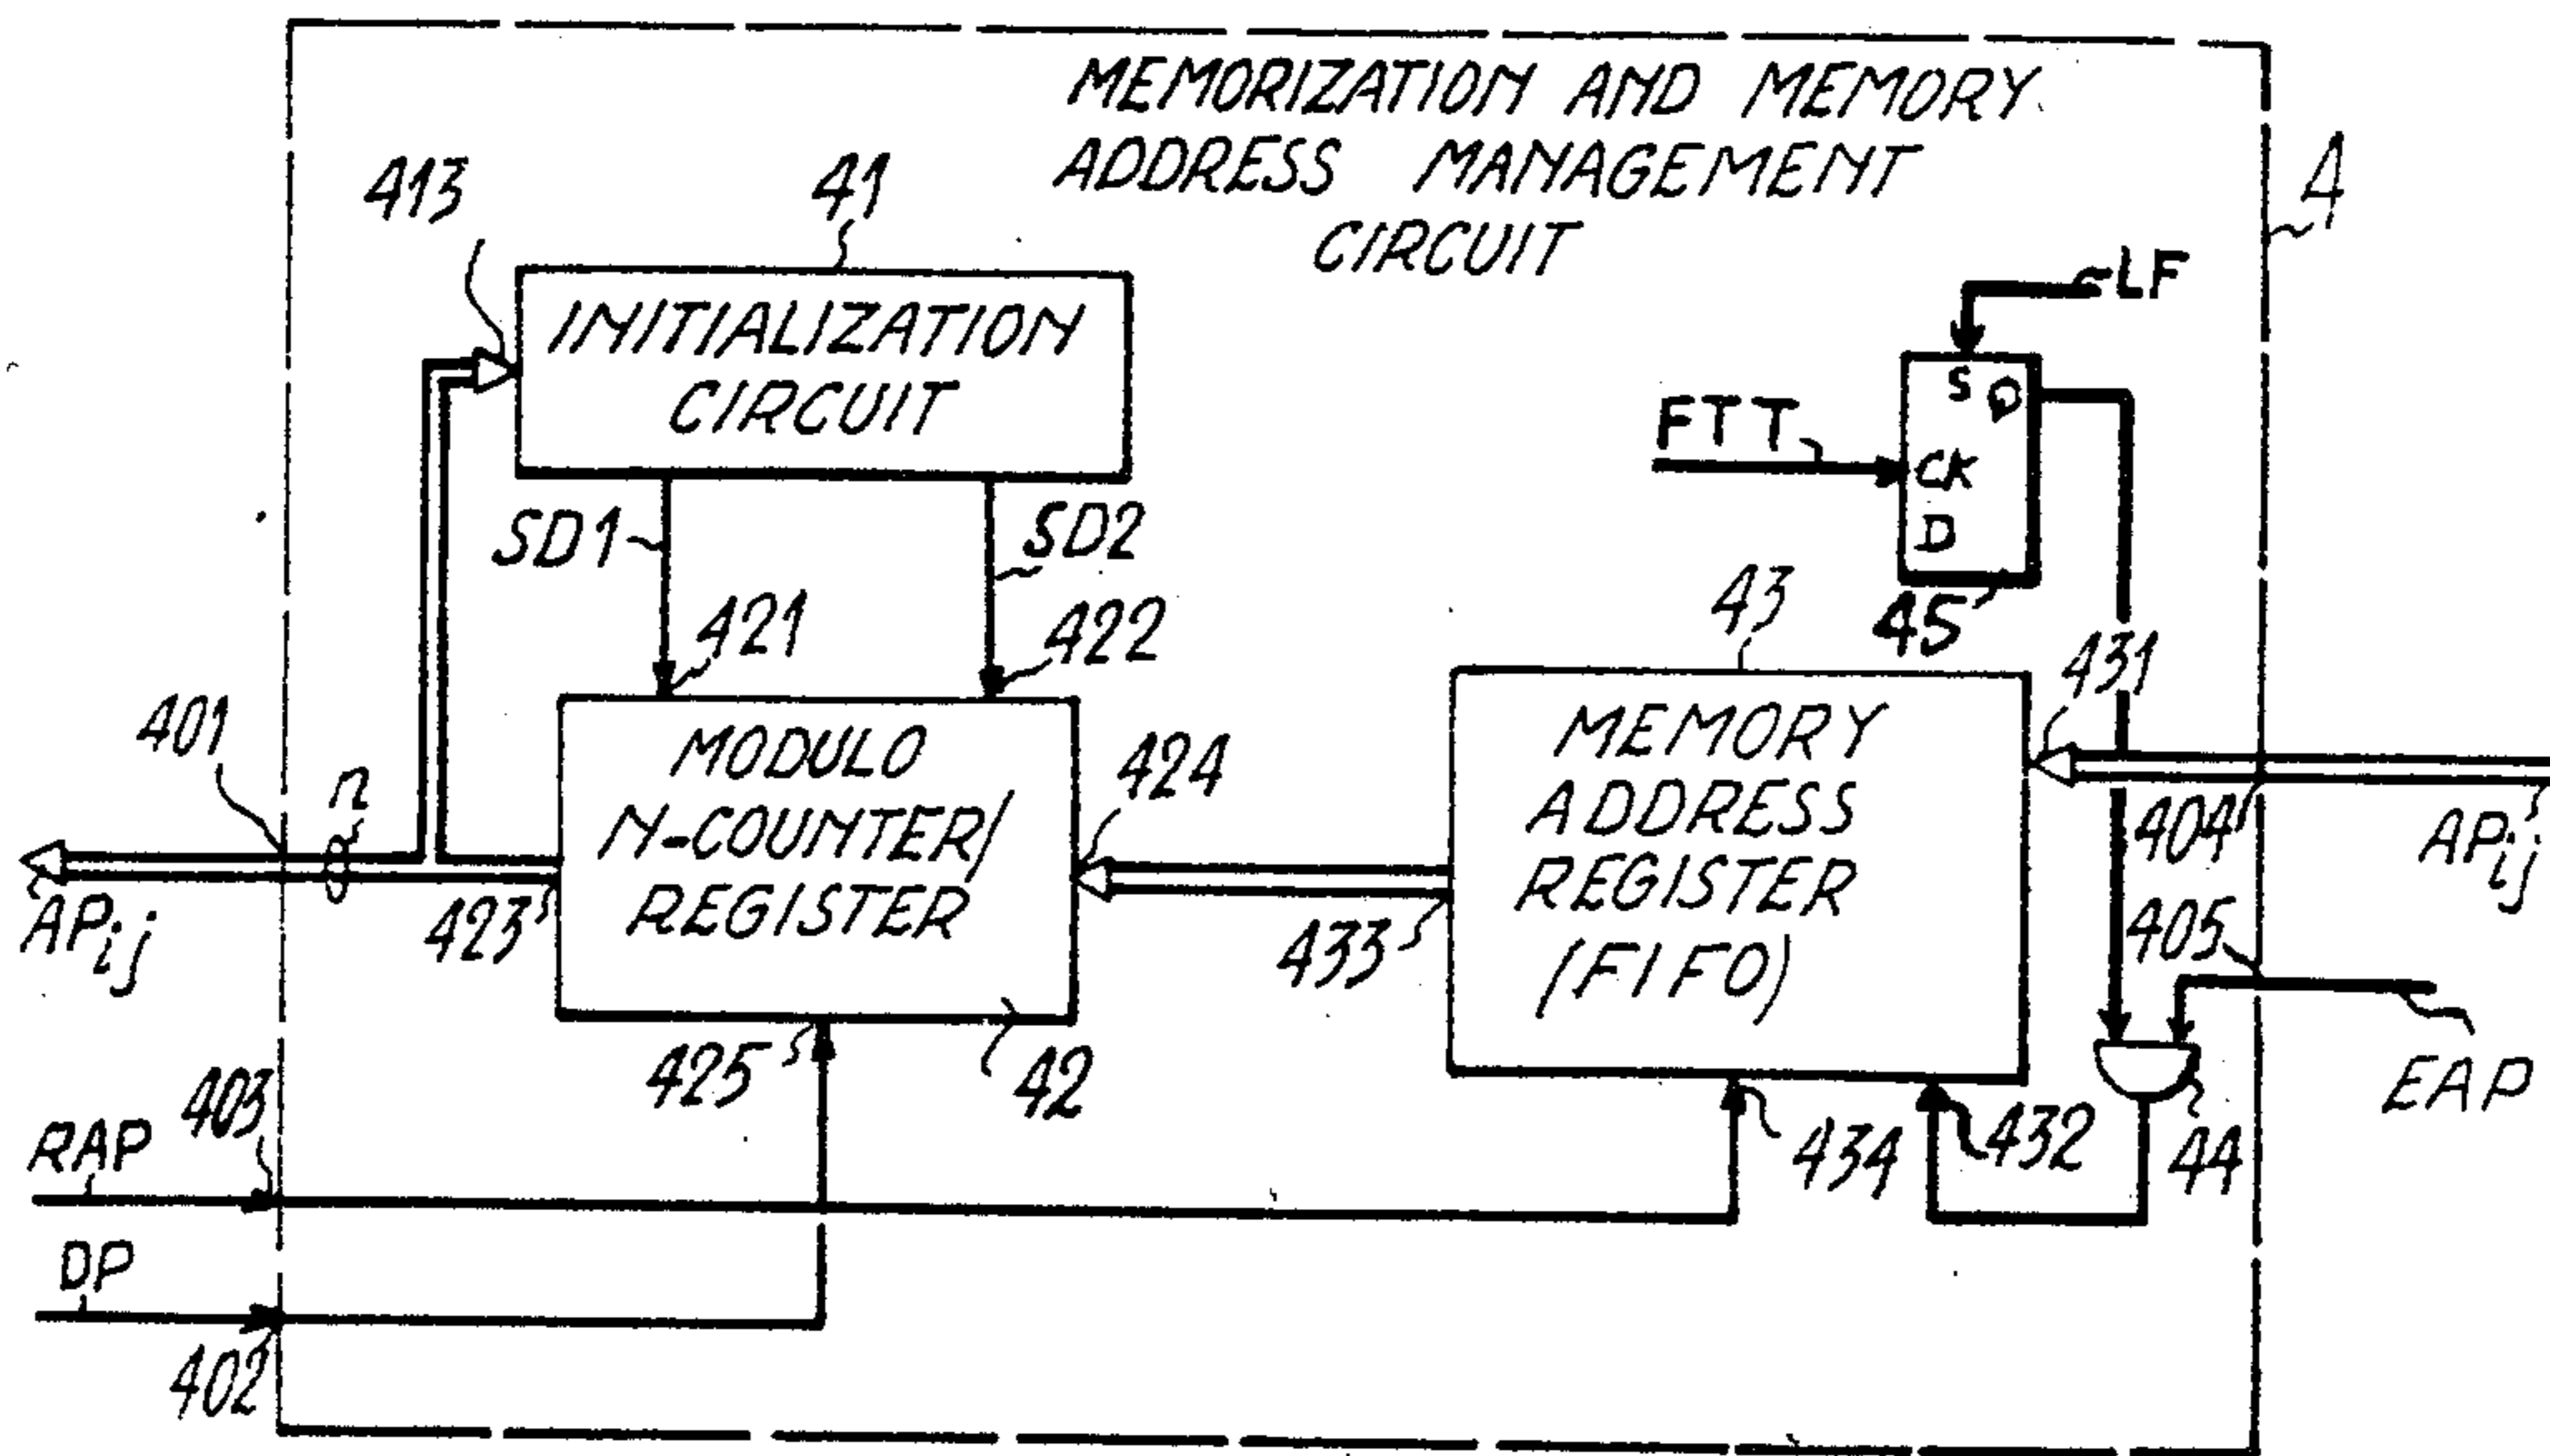 MEMORIZATION AND MEMORY
ADDRESS MANAGEMENT
CIRCUIT
4
413
41
INITIALIZATION
CIRCUIT
LF
S Q
FTT
CK
D
45
SD1
SD2
421
422
43
431
401
n
MODULO
N-COUNTER/
REGISTER
424
MEMORY
ADDRESS
REGISTER
(FIFO)
404
APij
APij
423
433
405
425
42
EAP
403
RAP
434
432
44
DP
402